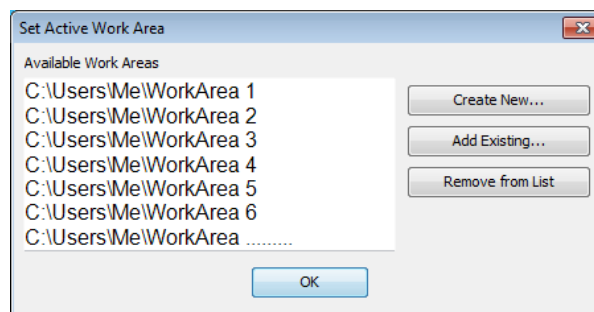 Set Active Work Area
Available Work Areas
C:\Users\Me\WorkArea 1
C:\Users\Me\WorkArea 2
C:\Users\Me\WorkArea 3
C:\Users\Me\WorkArea 4
C:\Users\Me\WorkArea 5
C:\Users\Me\WorkArea 6
C:\Users\Me\WorkArea .........
Create New...
Add Existing...
Remove from List
OK